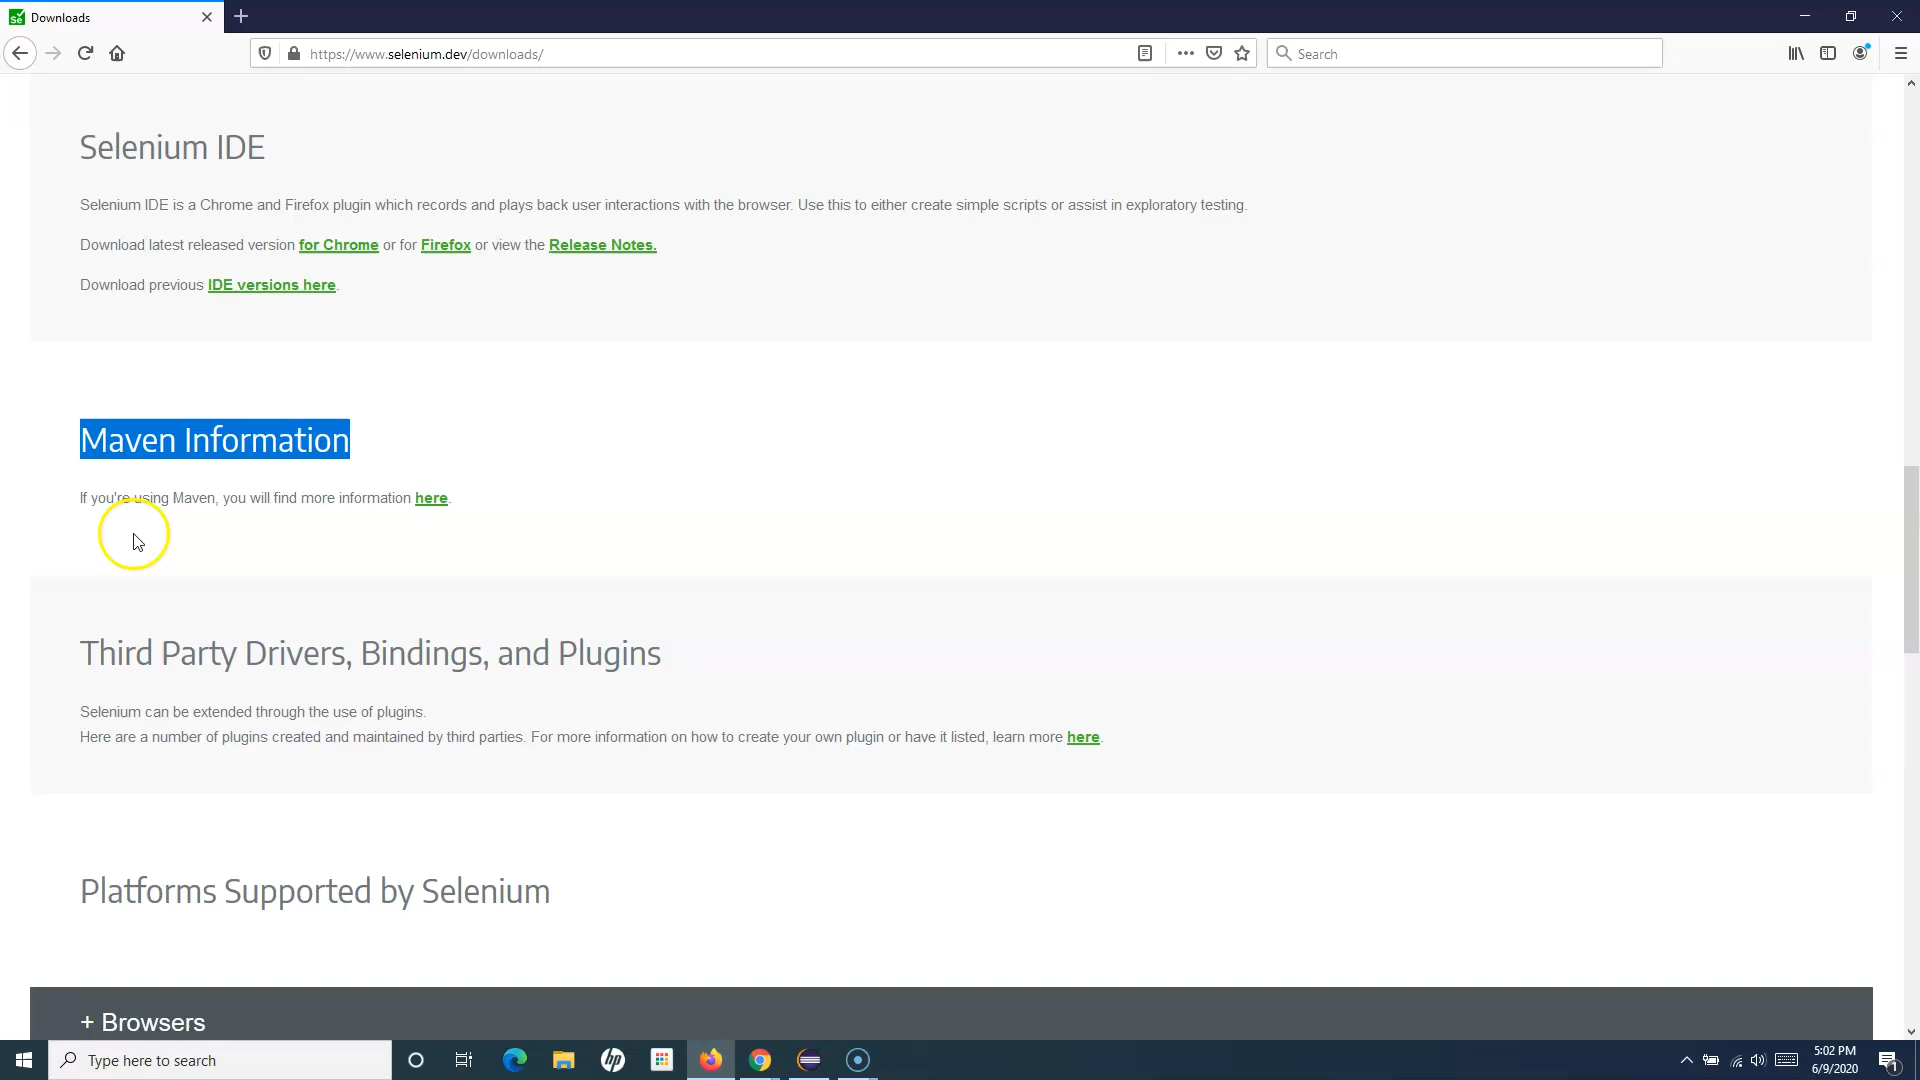 Downloads
https://www.selenium.dev/downloads/
Search
Selenium IDE
Selenium IDE is a Chrome and Firefox plugin which records and plays back user interactions with the browser. Use this to either create simple scripts or assist in exploratory testing.
Download latest released version for Chrome or for Firefox or view the Release Notes.
Download previous IDE versions here.
Maven Information
If you're using Maven, you will find more information here.
Third Party Drivers, Bindings, and Plugins
Selenium can be extended through the use of plugins.
Here are a number of plugins created and maintained by third parties. For more information on how to create your own plugin or have it listed, learn more here.
Platforms Supported by Selenium
+ Browsers
Type here to search
hp
5:02 PM
6/9/2020
1